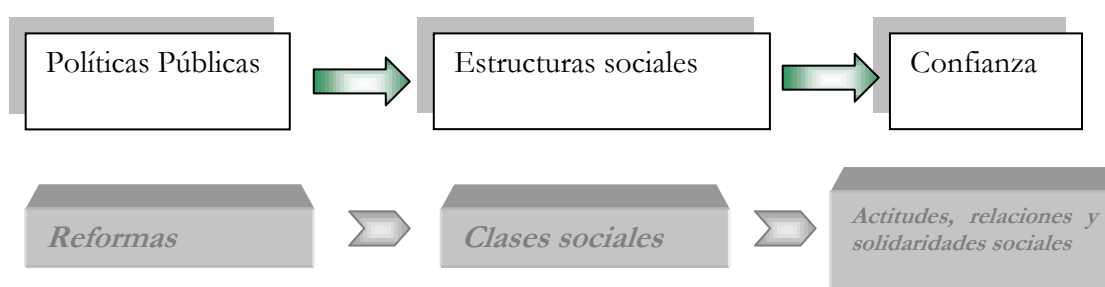 Políticas Públicas
Estructuras sociales
Confianza
Reformas
Clases sociales
Actitudes, relaciones y
solidaridades sociales